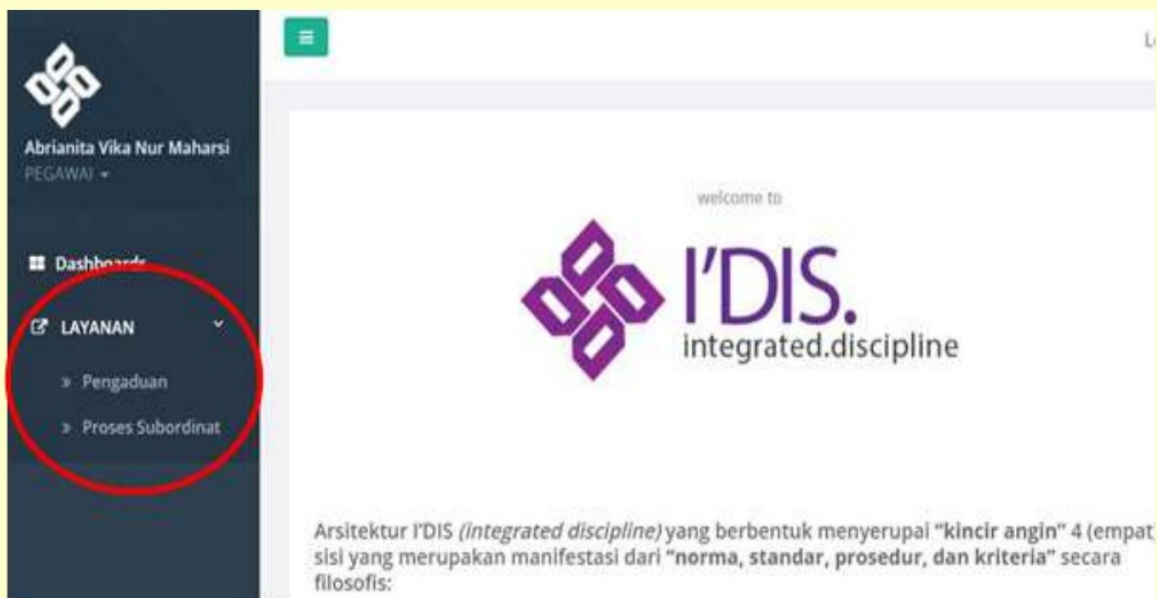 Abrianita Vika Nur Maharsi
PEGAWAI
Dashboards
LAYANAN
» Pengaduan
» Proses Subordinat
welcome to
I'DIS.
integrated.discipline
Arsitektur I'DIS (integrated discipline) yang berbentuk menyerupai “kincir angin” 4 (empat)
sisi yang merupakan manifestasi dari “norma, standar, prosedur, dan kriteria” secara
filosofis: